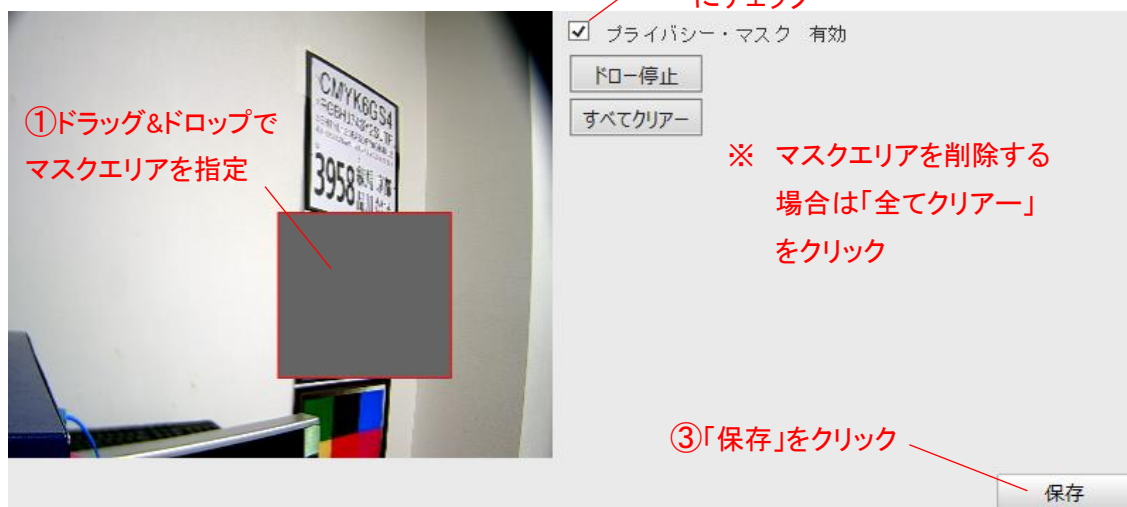 にチェック
プライバシー・マスク 有効
ドロー停止
すべてクリアー
①ドラッグ&ドロップで
マスクエリアを指定
※ マスクエリアを削除する
場合は「全てクリアー」
をクリック
CMYK6GS4
3958
③「保存」をクリック
保存